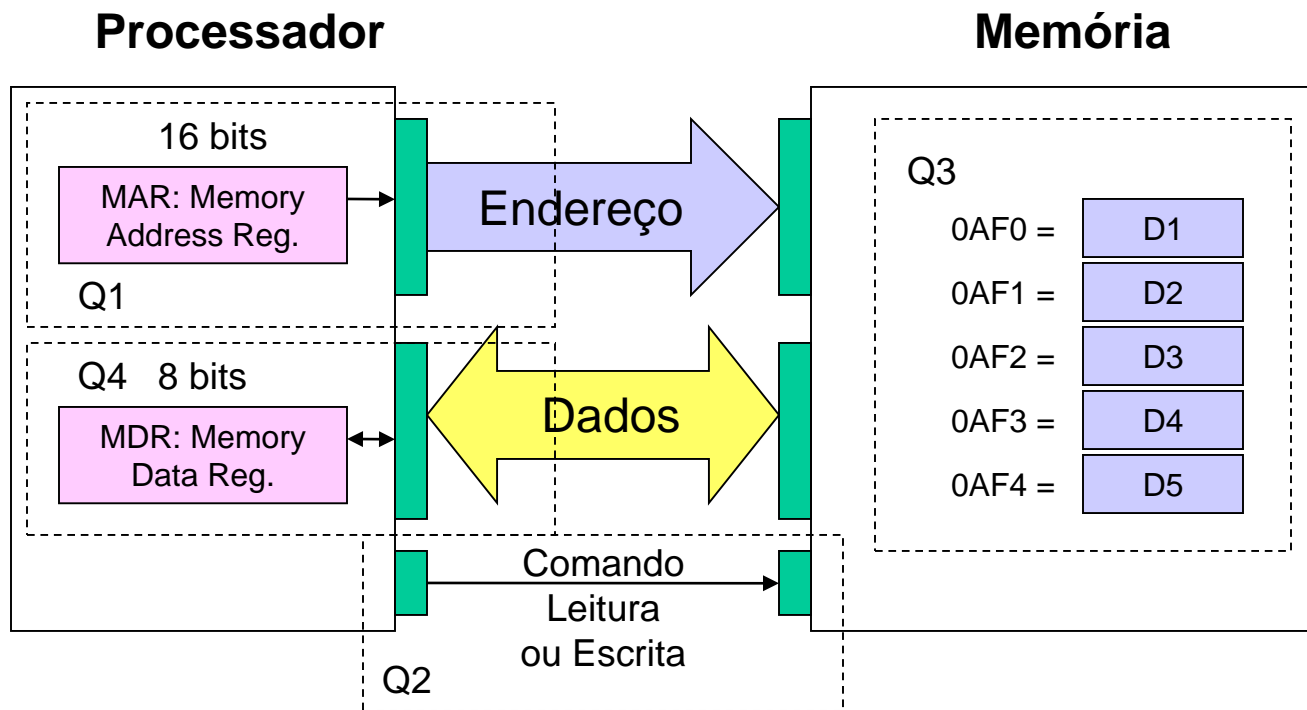 Processador
Memória
16 bits
MAR: Memory
Address Reg.
Q1
Endereço
Q4 8 bits
MDR: Memory
Data Reg.
Dados
Comando
Leitura
ou Escrita
Q2
Q3
0AF0 = D1
0AF1 = D2
0AF2 = D3
0AF3 = D4
0AF4 = D5